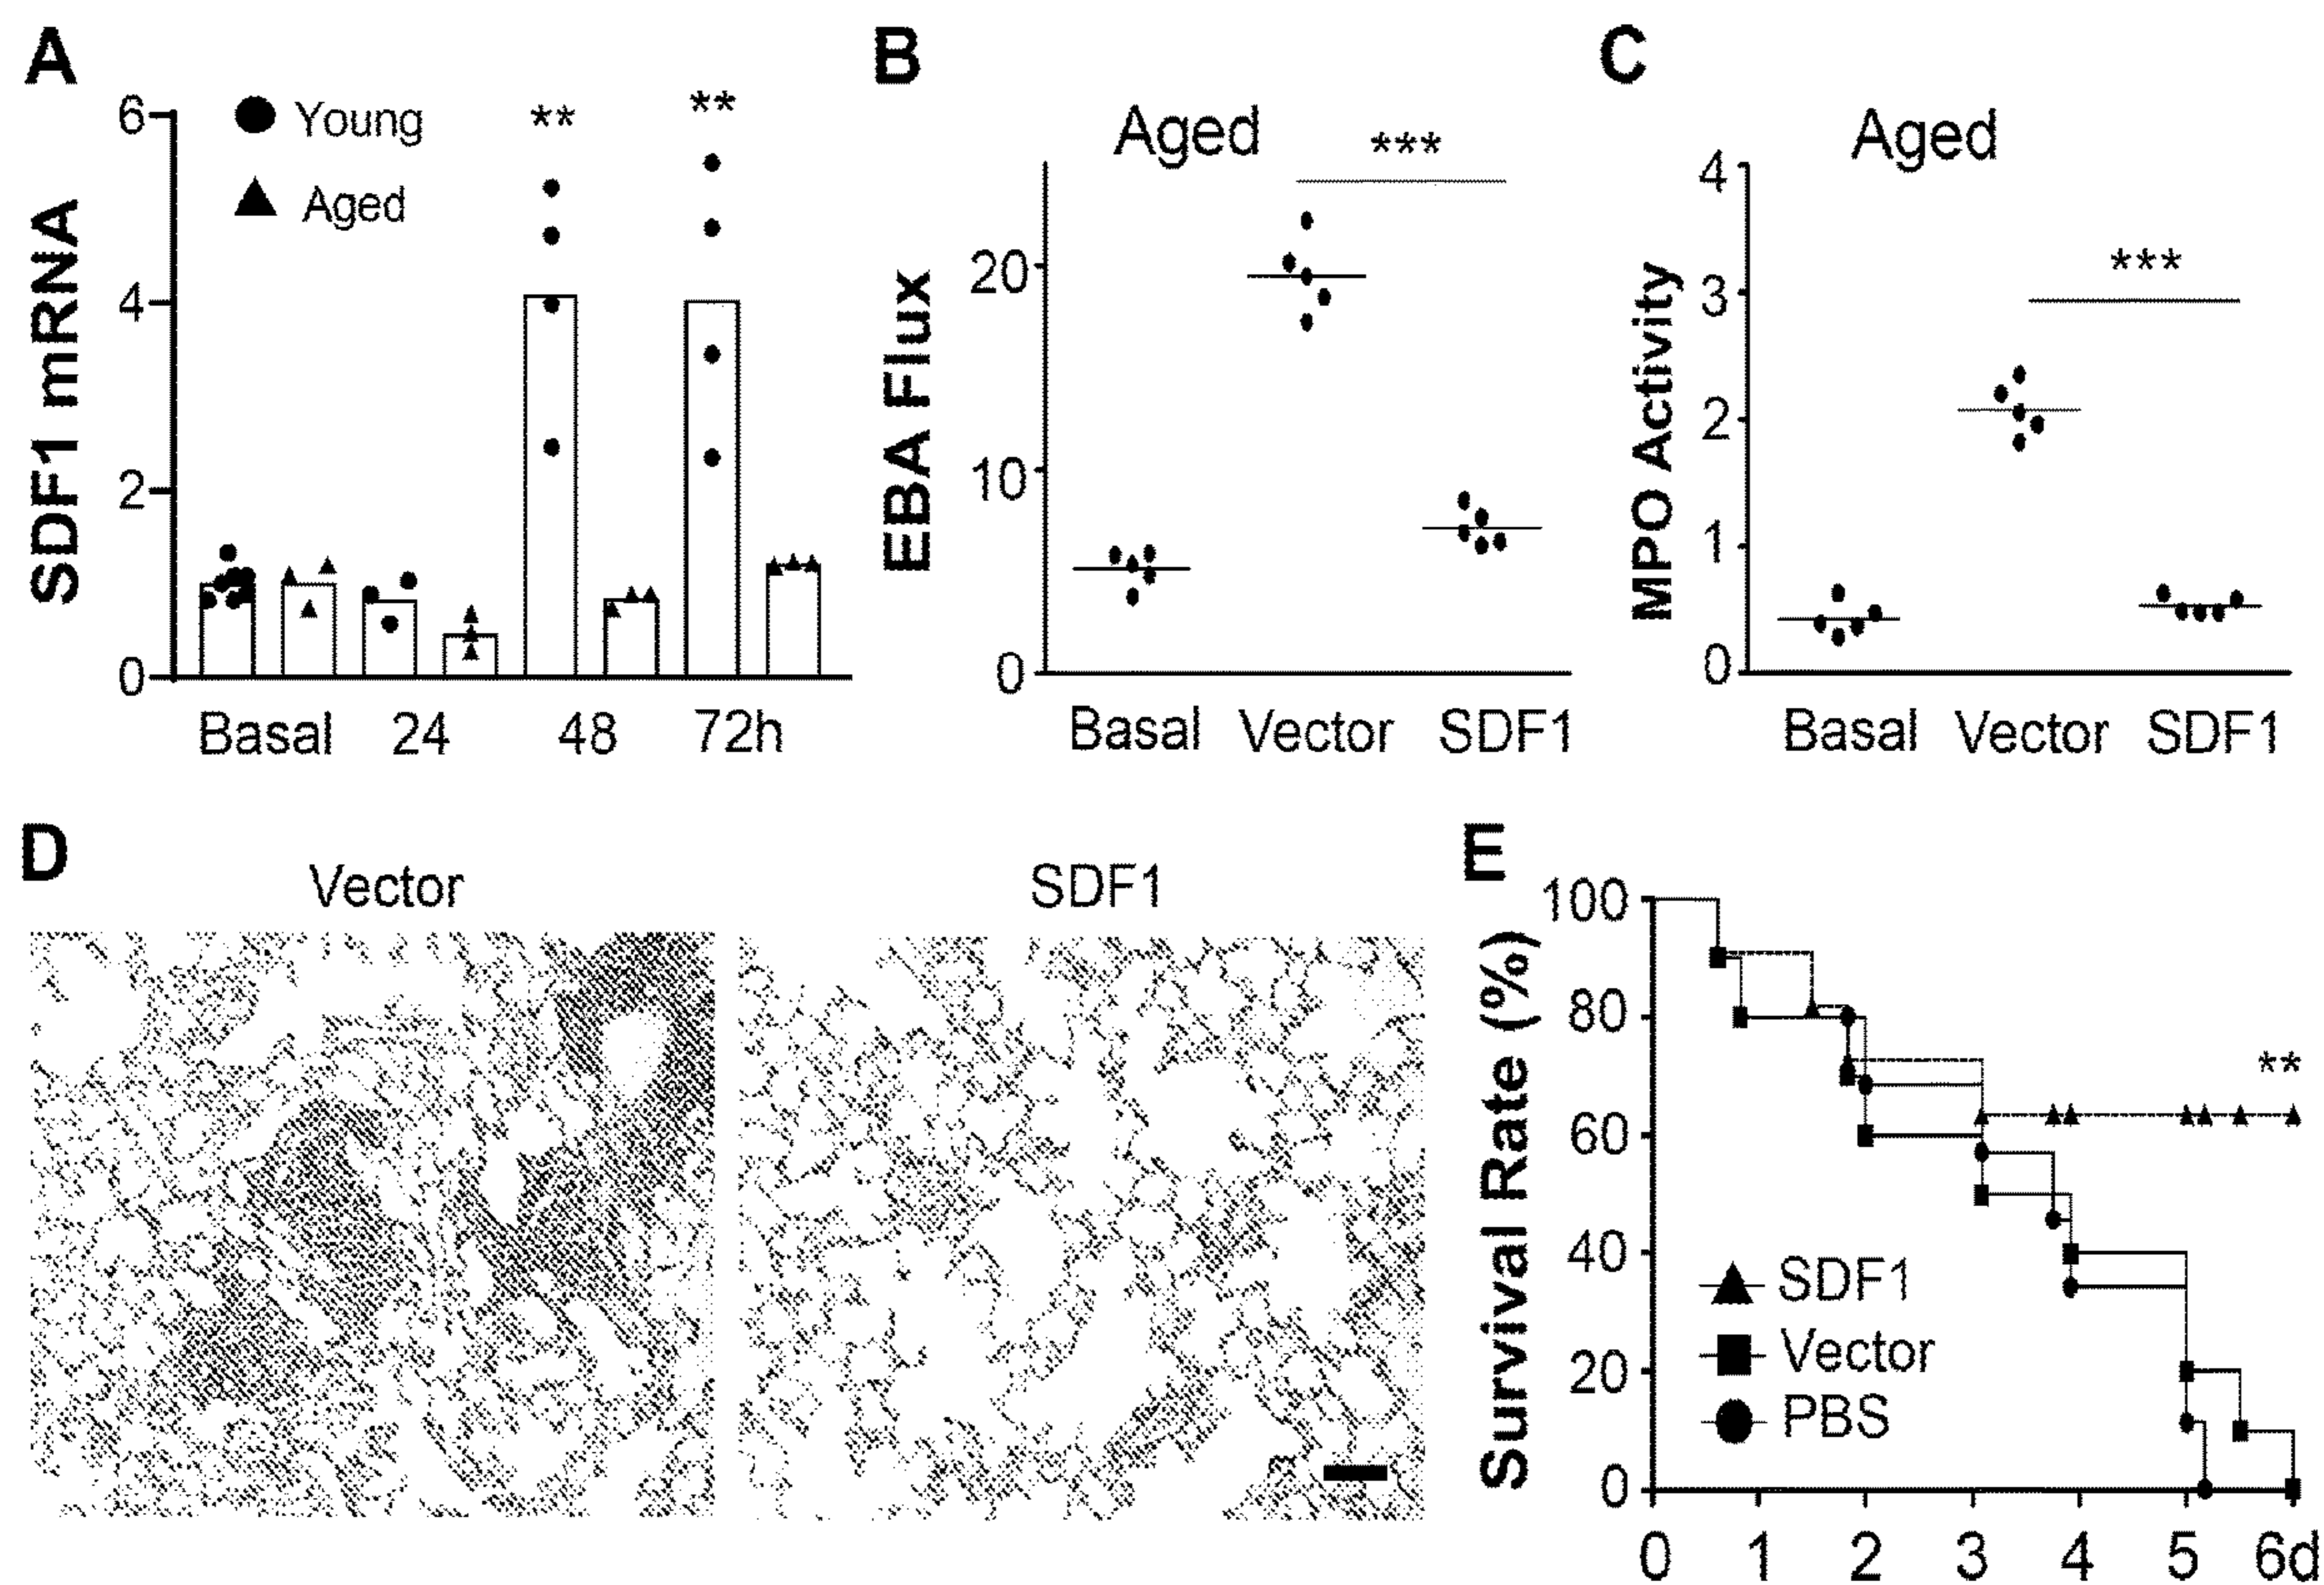 A
SDF1 mRNA
6
4
2
0
Young
Aged
**
**
Basal 24 48 72h
B
Aged
***
EBA Flux
20
10
0
Basal Vector SDF1
C
Aged
***
MPO Activity
4
3
2
1
0
Basal Vector SDF1
D
Vector
SDF1
E
Survival Rate (%)
100
80
60
40
20
0
**
SDF1
Vector
PBS
0 1 2 3 4 5 6d